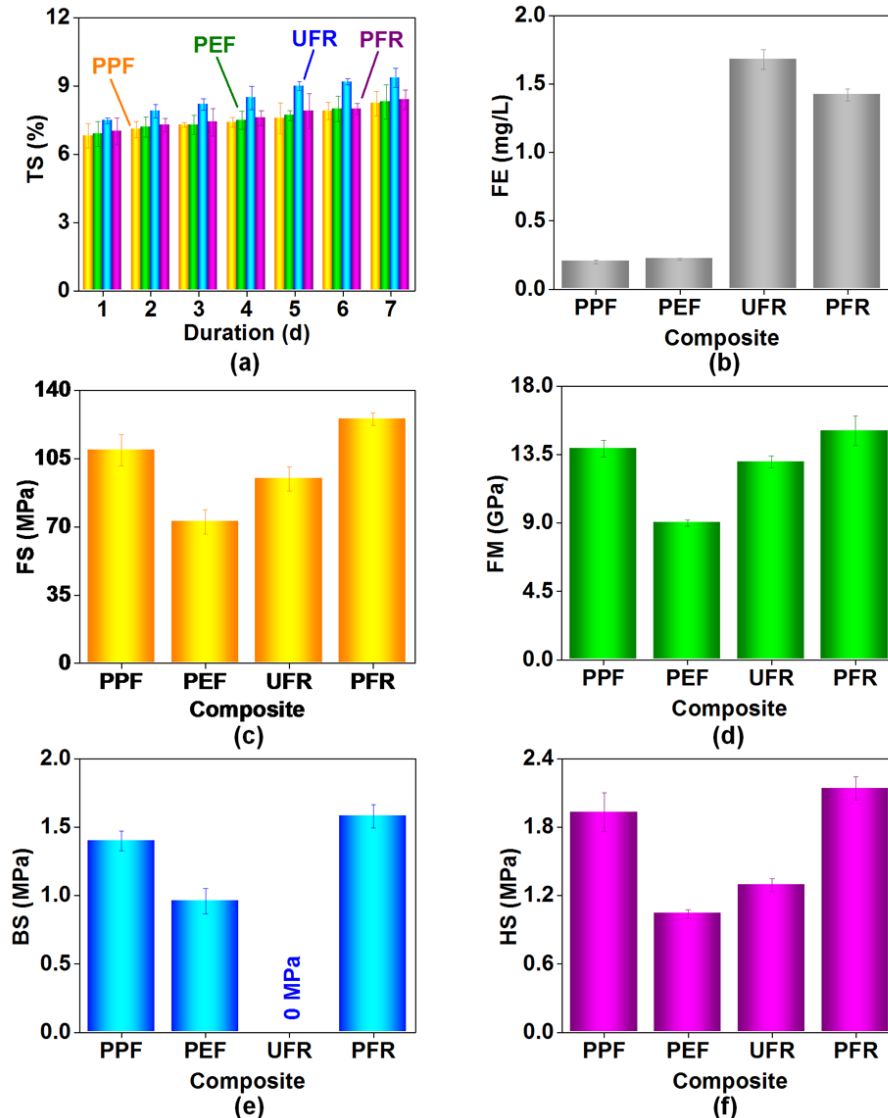 12
9
6
3
0
TS (%)
PPF
PEF
UFR
PFR
1 2 3 4 5 6 7
Duration (d)
(a)
2.0
1.5
1.0
0.5
0.0
FE (mg/L)
PPF PEF UFR PFR
Composite
(b)
140
105
70
35
0
FS (MPa)
PPF PEF UFR PFR
Composite
(c)
18.0
13.5
9.0
4.5
0.0
FM (GPa)
PPF PEF UFR PFR
Composite
(d)
2.0
1.5
1.0
0.5
0.0
BS (MPa)
0 MPa
PPF PEF UFR PFR
Composite
(e)
2.4
1.8
1.2
0.6
0.0
HS (MPa)
PPF PEF UFR PFR
Composite
(f)